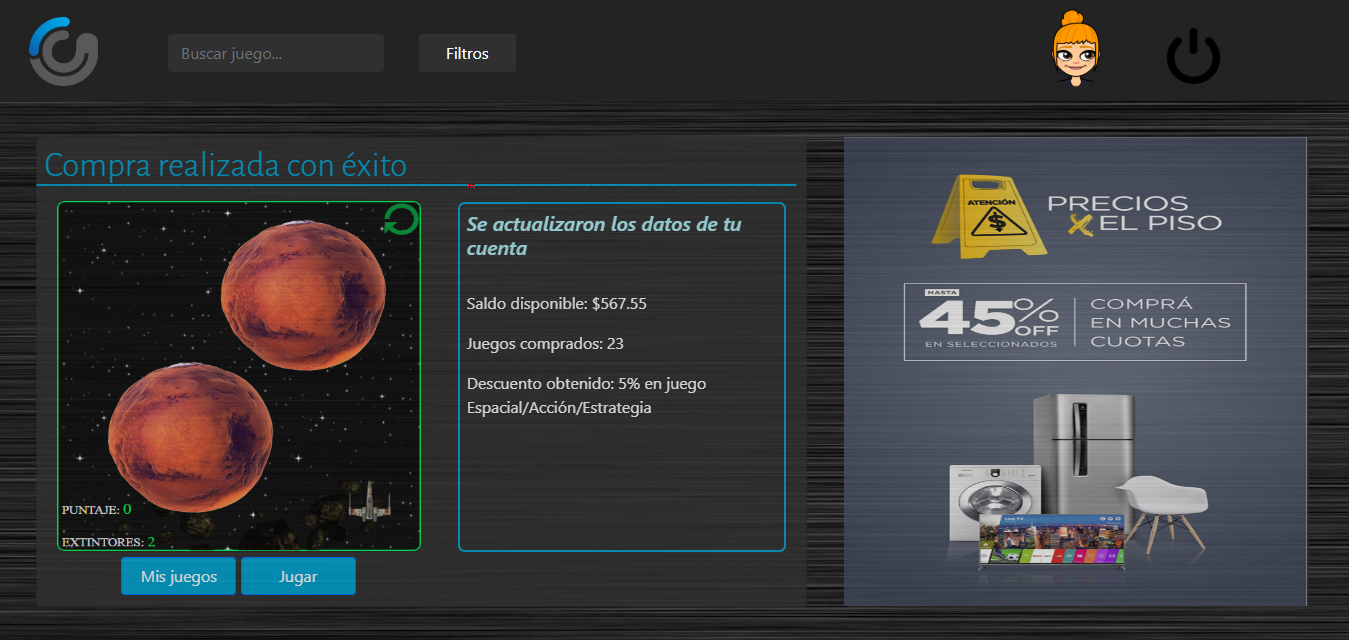 Buscar juego...
Filtros
Compra realizada con éxito
PUNTAJE: 0
EXTINTORES: 2
Mis juegos
Jugar
Se actualizaron los datos de tu
cuenta
Saldo disponible: $567.55
Juegos comprados: 23
Descuento obtenido: 5% en juego
Espacial/Acción/Estrategia
ATENCIÓN
$
PRECIOS
X EL PISO
HASTA
45% OFF
EN SELECCIONADOS
COMPRÁ
EN MUCHAS
CUOTAS
Live TV